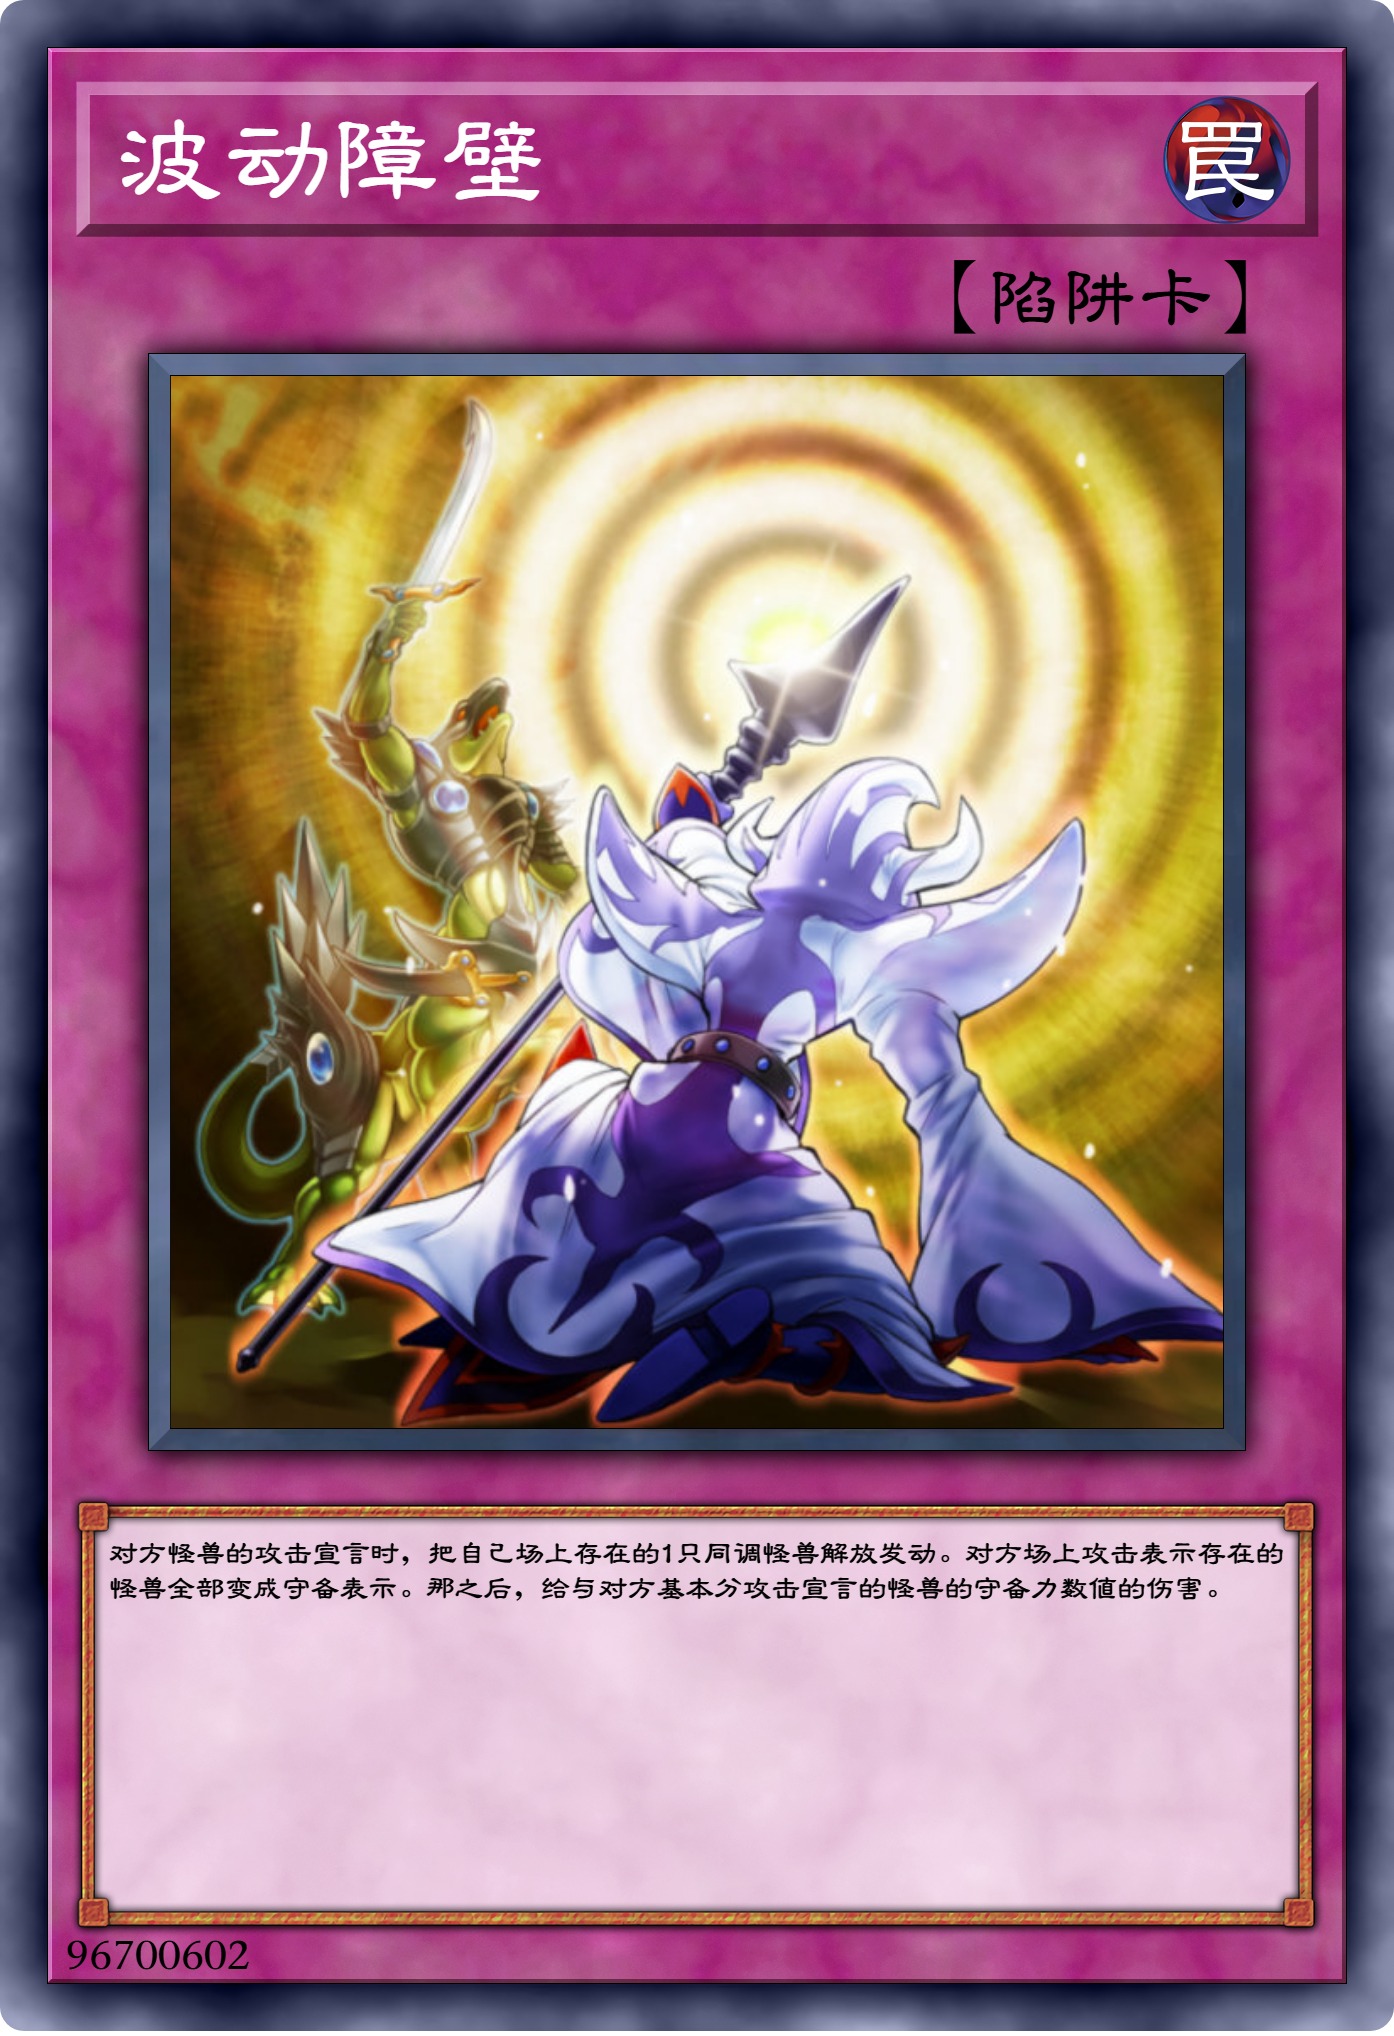 波动障壁
罠
【陷阱卡】
对方怪兽的攻击宣言时，把自己场上存在的1只同调怪兽解放发动。对方场上攻击表示存在的
怪兽全部变成守备表示。那之后，给与对方基本分攻击宣言的怪兽的守备力数值的伤害。
96700602